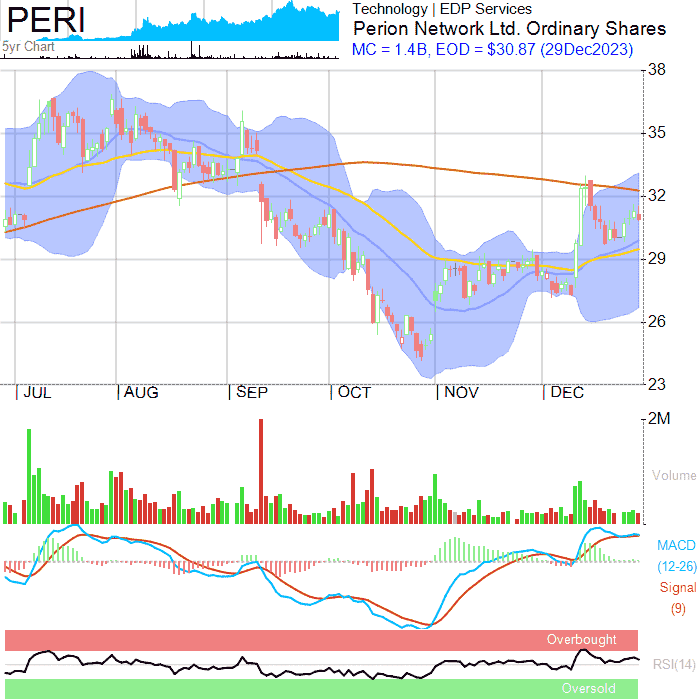 PERI
5yr Chart
Technology | EDP Services
Perion Network Ltd. Ordinary Shares
MC = 1.4B, EOD = $30.87 (29Dec2023)
38
35
32
29
26
23
JUL AUG SEP OCT NOV DEC
2M
Volume
MACD
(12-26)
Signal
(9)
Overbought
RSI(14)
Oversold